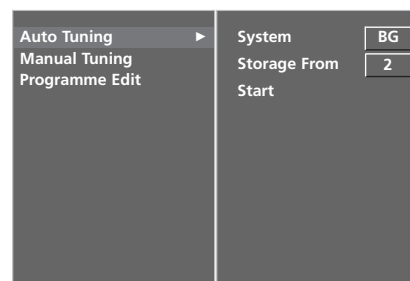 Auto Tuning ►
Manual Tuning
Programme Edit
System BG
Storage From 2
Start